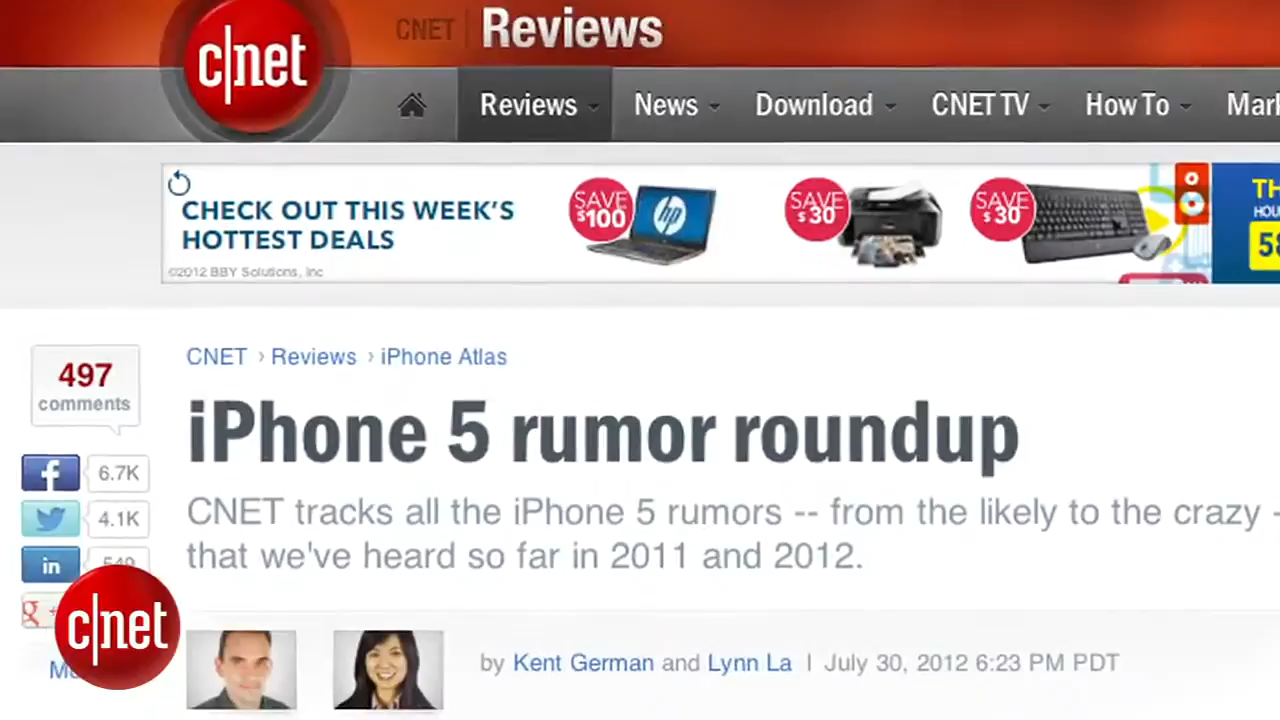 c|net
CNET | Reviews
Reviews News Download CNET TV How To
CHECK OUT THIS WEEK'S
HOTTEST DEALS
©2012 BBY Solutions, Inc
SAVE
$100
hp
SAVE
$30
SAVE
$30
497
comments
CNET › Reviews › iPhone Atlas
iPhone 5 rumor roundup
CNET tracks all the iPhone 5 rumors -- from the likely to the crazy -
that we've heard so far in 2011 and 2012.
f 6.7K
4.1K
in
c|net
by Kent German and Lynn La | July 30, 2012 6:23 PM PDT